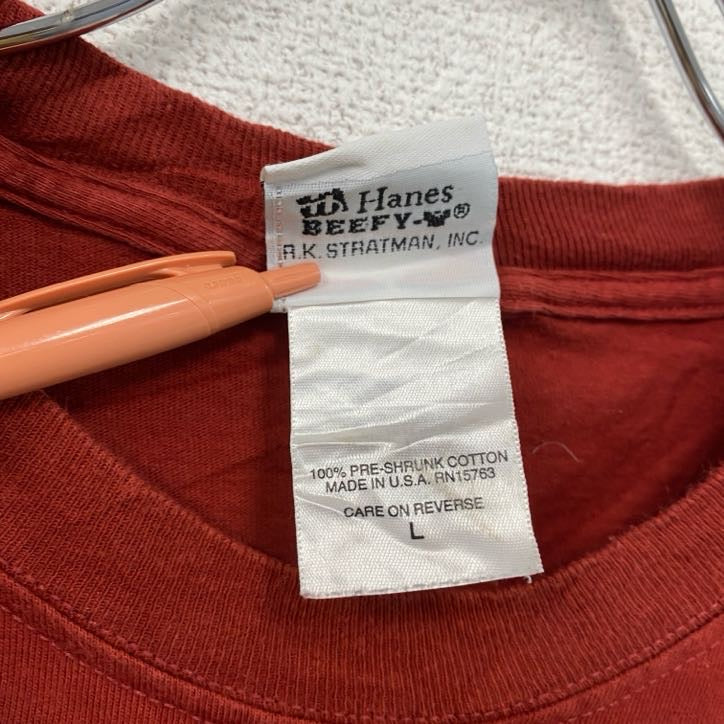 Hanes
BEEFY-T®
R.K. STRATMAN, INC.
100% PRE-SHRUNK COTTON
MADE IN U.S.A. RN15763
CARE ON REVERSE
L